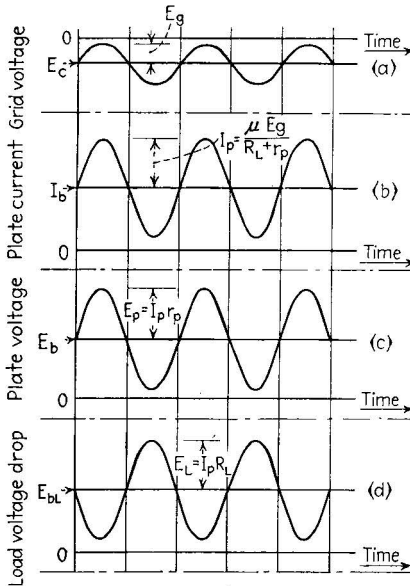 Grid voltage
0
E_g
Time
E_c
(a)
Plate current
I_p = μ E_g / R_L + r_p
I_b
(b)
0
Time
Plate voltage
E_p = I_p r_p
E_b
(c)
0
Time
Load voltage drop
E_L = I_p R_L
E_bL
(d)
0
Time